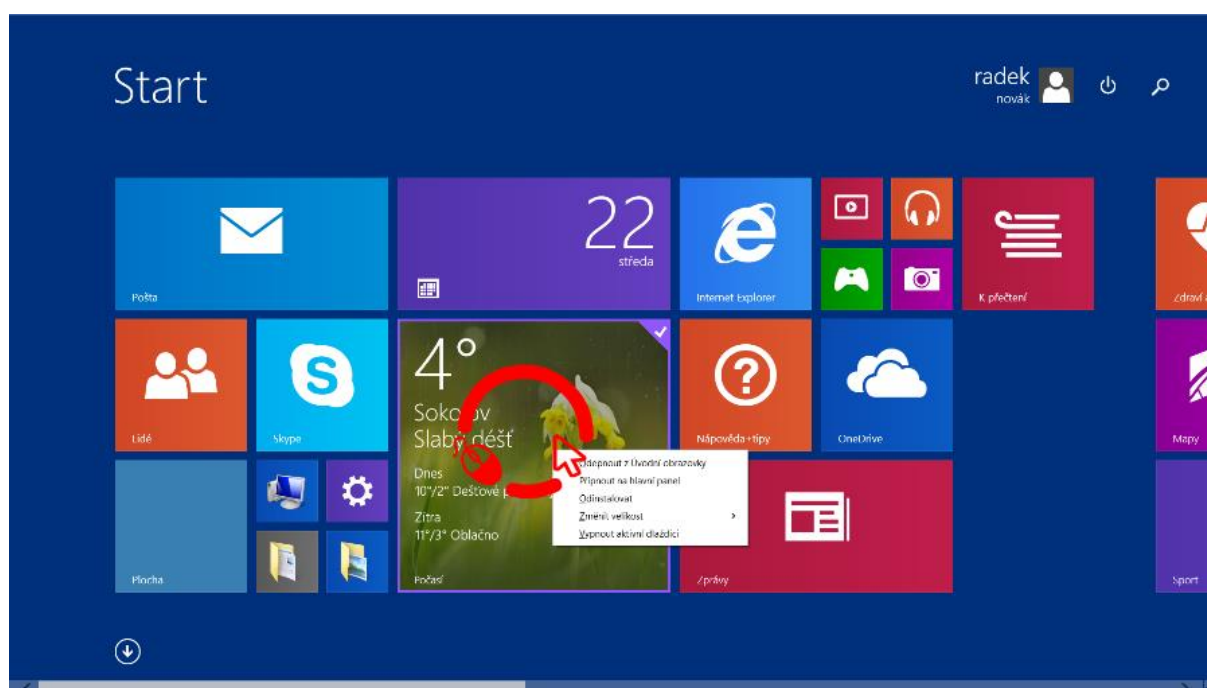 Start
radek
novák
22
středa
Pošta
Internet Explorer
K přečtení
Zdraví a
4°
Sokolov
Slabý déšť
Dnes
10°/2° Dešťové p
Zítra
11°/3° Oblačno
Počasí
Lidé
Skype
Nápověda+tipy
OneDrive
Mapy
Odepnout z Úvodní obrazovky
Připnout na hlavní panel
Odinstalovat
Změnit velikost
Vypnout aktivní dlaždici
Plocha
Zprávy
Sport